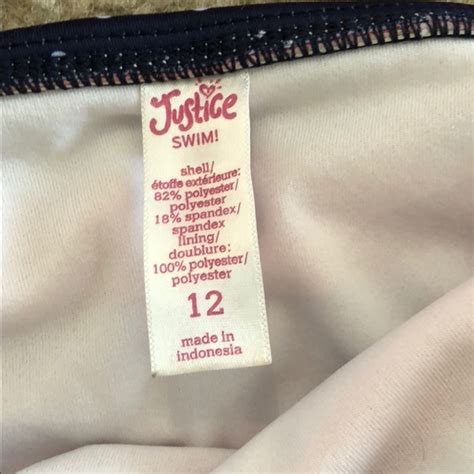 Justice
SWIM!
shell/
étoffe extérieure:
82% polyester/
polyester
18% spandex/
spandex
lining/
doublure:
100% polyester/
polyester
12
made in
indonesia